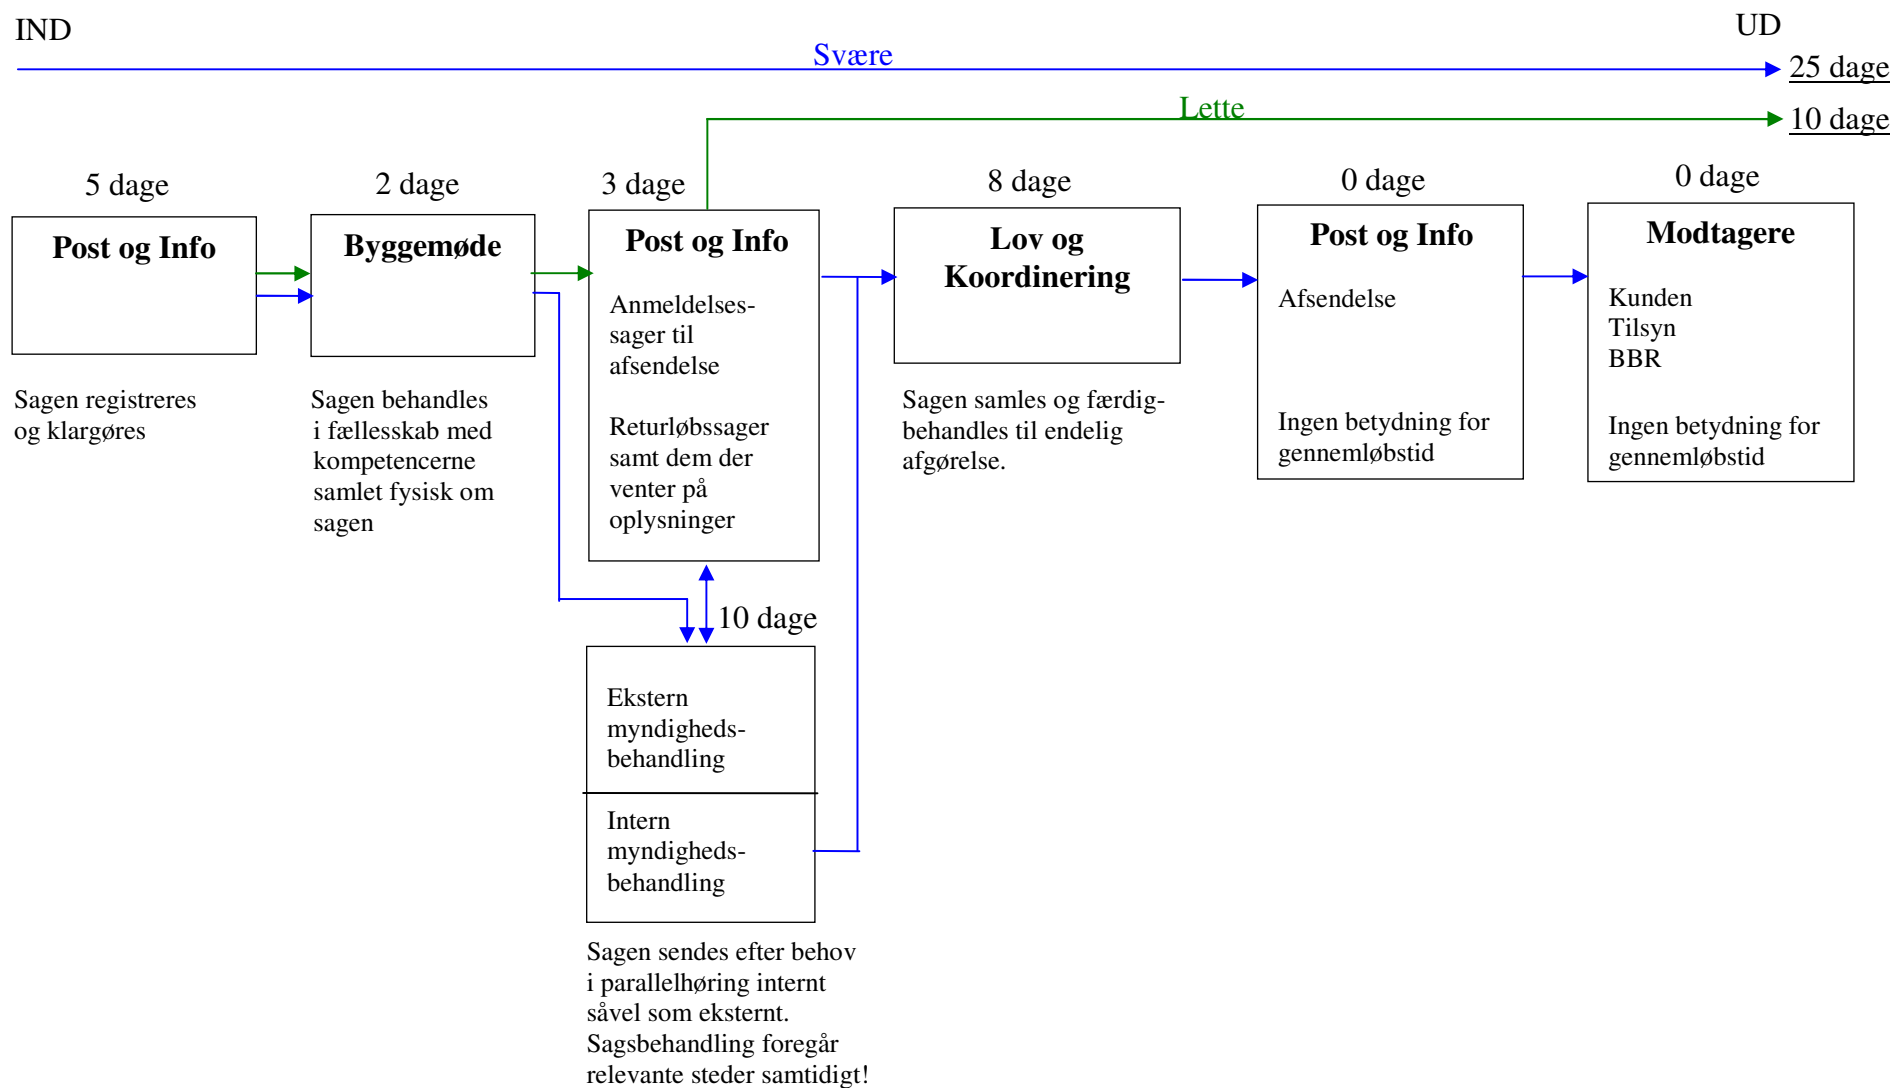 IND
UD
Svære
25 dage
Lette
10 dage
5 dage
2 dage
3 dage
8 dage
0 dage
0 dage
Post og Info
Sagen registreres
og klargøres
Byggemøde
Sagen behandles
i fællesskab med
kompetencerne
samlet fysisk om
sagen
Post og Info
Anmeldelses-
sager til
afsendelse
Returløbssager
samt dem der
venter på
oplysninger
10 dage
Ekstern
myndigheds-
behandling
Intern
myndigheds-
behandling
Sagen sendes efter behov
i parallelhøring internt
såvel som eksternt.
Sagsbehandling foregår
relevante steder samtidigt!
Lov og
Koordinering
Sagen samles og færdig-
behandles til endelig
afgørelse.
Post og Info
Afsendelse
Ingen betydning for
gennemløbstid
Modtagere
Kunden
Tilsyn
BBR
Ingen betydning for
gennemløbstid